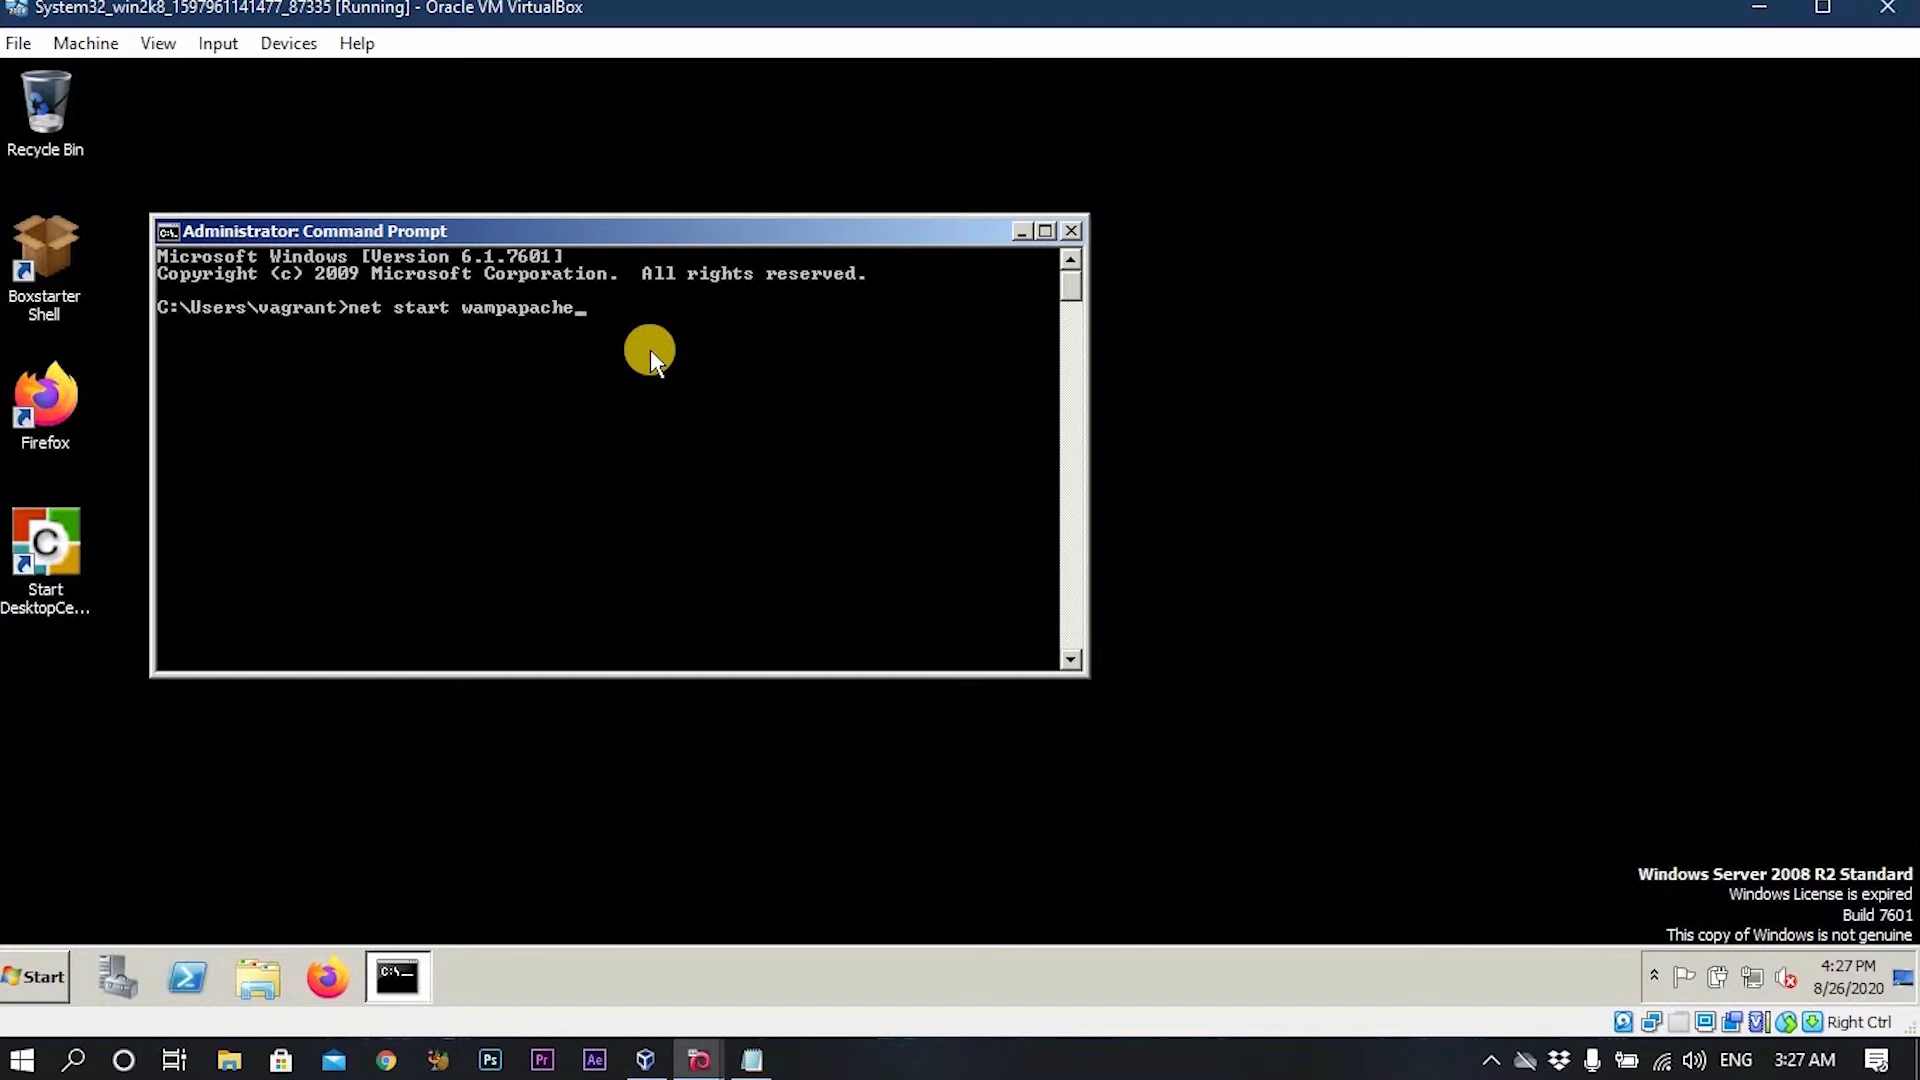 System32_win2k8_1597961141477_87335 [Running] - Oracle VM VirtualBox
File Machine View Input Devices Help
Recycle Bin
Boxstarter
Shell
Firefox
Start
DesktopCe...
Administrator: Command Prompt
Microsoft Windows [Version 6.1.7601]
Copyright (c) 2009 Microsoft Corporation.  All rights reserved.
C:\Users\vagrant>net start wampapache_
Windows Server 2008 R2 Standard
Windows License is expired
Build 7601
This copy of Windows is not genuine
Start
4:27 PM
8/26/2020
Right Ctrl
Ps Pr Ae
ENG
3:27 AM